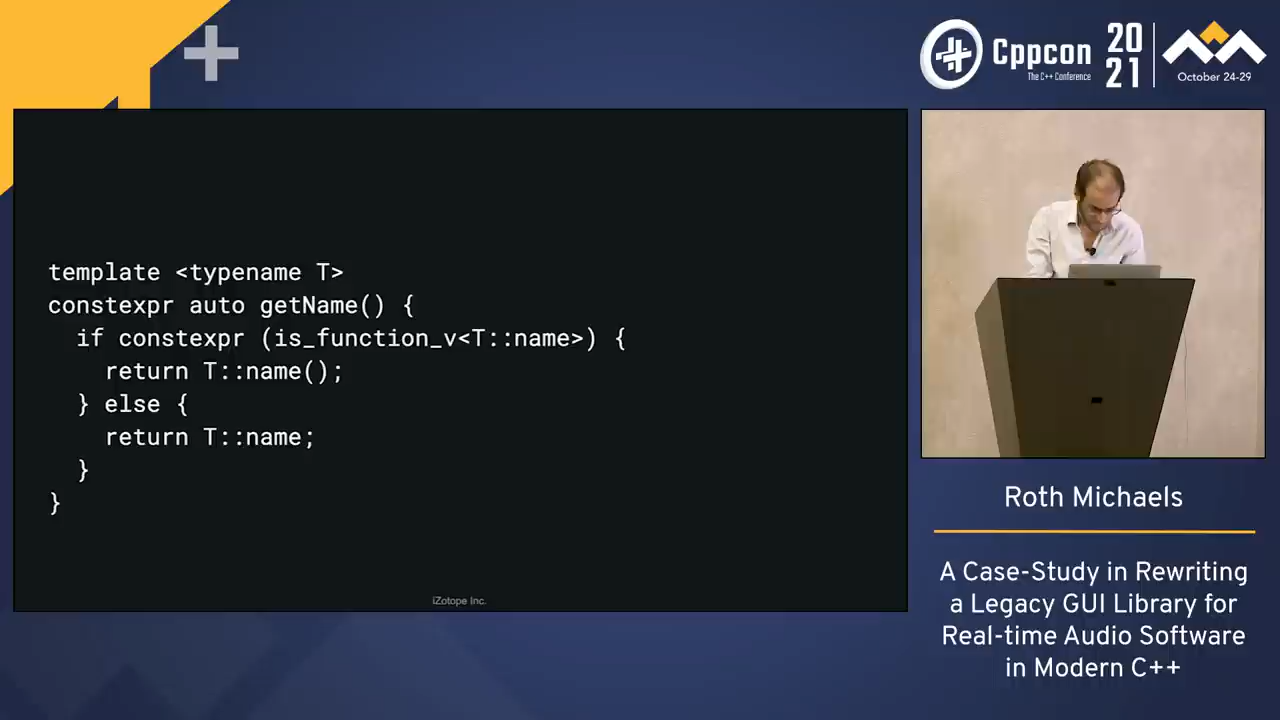 Cppcon
The C++ Conference
20
21
October 24-29
template <typename T>
constexpr auto getName() {
  if constexpr (is_function_v<T::name>) {
    return T::name();
  } else {
    return T::name;
  }
}
iZotope Inc.
Roth Michaels
A Case-Study in Rewriting
a Legacy GUI Library for
Real-time Audio Software
in Modern C++